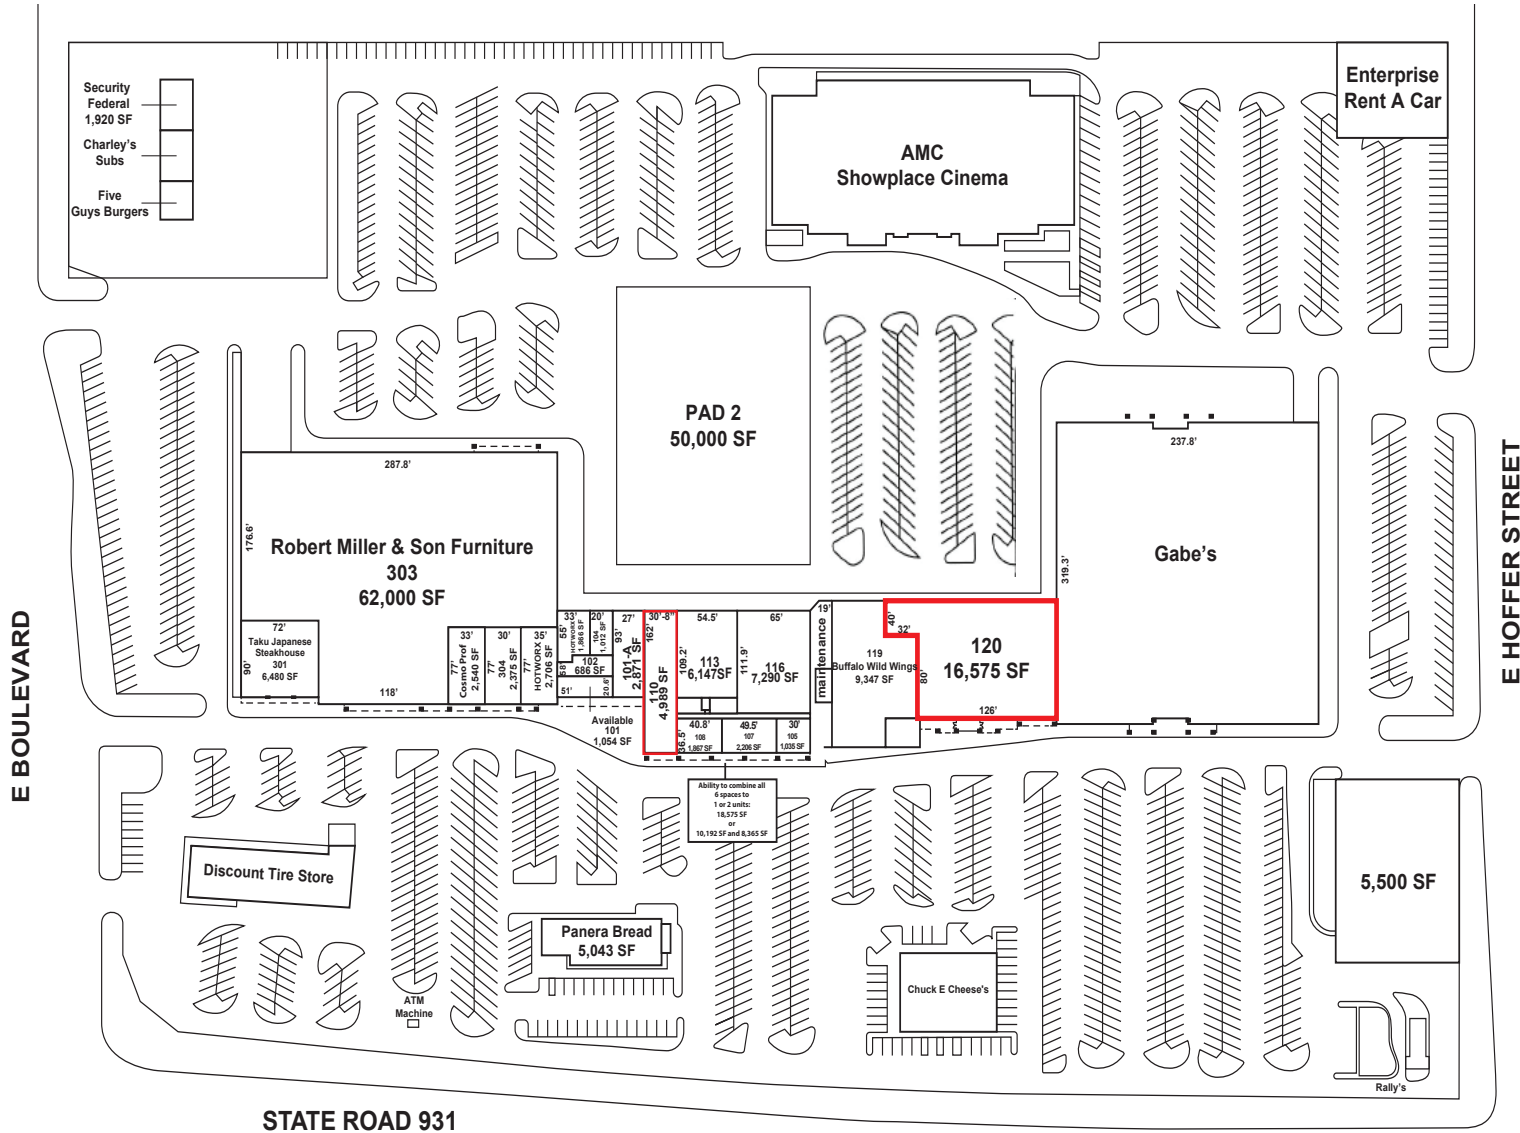 Security
Federal
1,920 SF
Charley's
Subs
Five
Guys Burgers
AMC
Showplace Cinema
Enterprise
Rent A Car
PAD 2
50,000 SF
287.8'
176.6'
Robert Miller & Son Furniture
303
62,000 SF
72'
Taku Japanese
Steakhouse
301
6,480 SF
90'
118'
33'
77'
Cosmo Prof
2,540 SF
30'
77'
304
2,375 SF
35'
77'
HOTWORX
2,706 SF
33'
55'
HOTWORX
1,866 SF
20'
104
1,012 SF
102
686 SF
58'
51'
20.6'
Available
101
1,054 SF
27'
93'
101-A
2,871 SF
30'-8"
162'
110
4,989 SF
36.5'
54.5'
109.2'
113
6,147SF
65'
111.9'
116
7,290 SF
40.8'
108
1,867 SF
49.5'
107
2,206 SF
30'
105
1,035 SF
Ability to combine all
6 spaces to
1 or 2 units:
18,575 SF
or
10,192 SF and 8,365 SF
19'
maintenance
119
Buffalo Wild Wings
9,347 SF
40'
32'
80'
120
16,575 SF
126'
237.8'
319.3'
Gabe's
E BOULEVARD
E HOFFER STREET
Discount Tire Store
ATM
Machine
Panera Bread
5,043 SF
Chuck E Cheese's
5,500 SF
Rally's
STATE ROAD 931